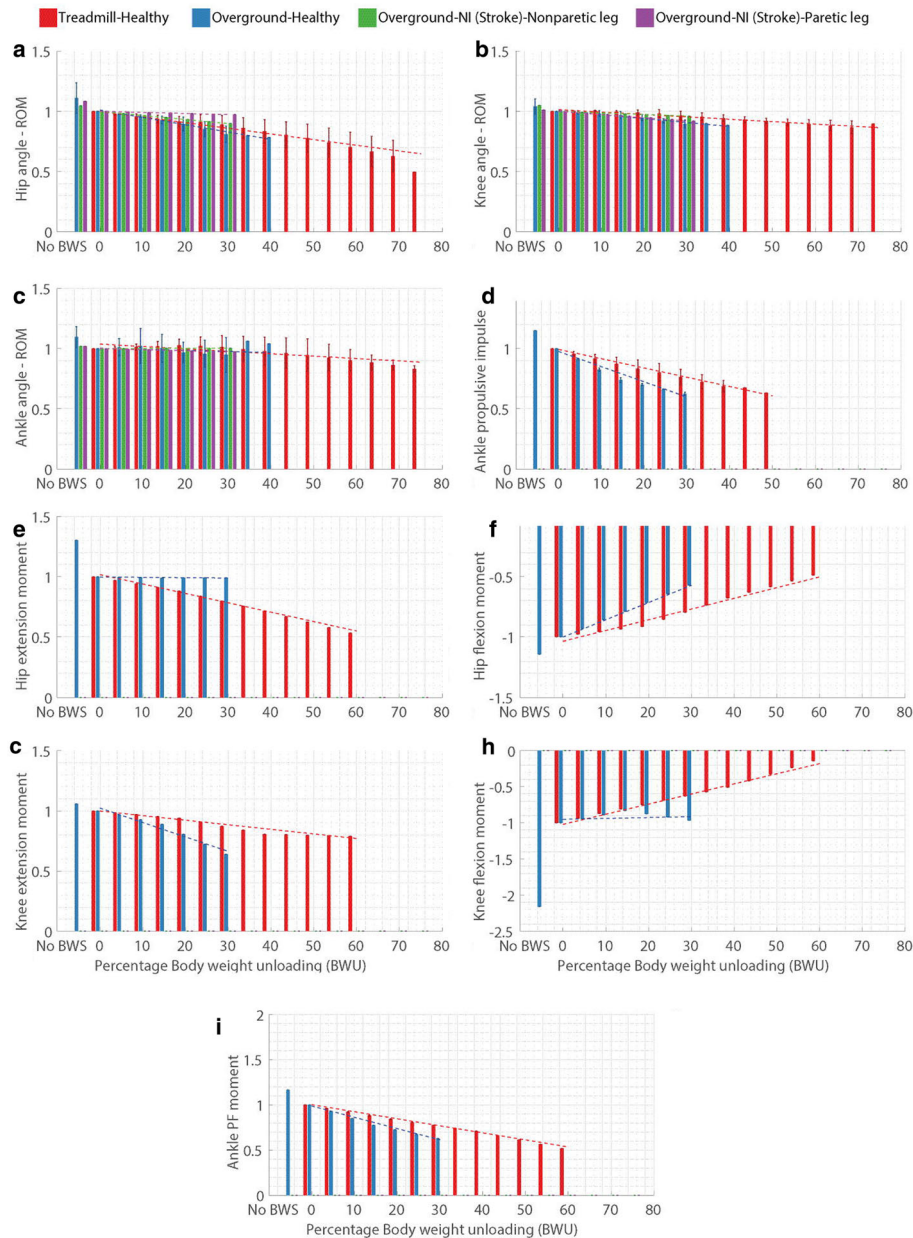 Treadmill-Healthy Overground-Healthy Overground-NI (Stroke)-Nonparetic leg Overground-NI (Stroke)-Paretic leg
a
1.5
1
0.5
0
Hip angle - ROM
No BWS 0 10 20 30 40 50 60 70 80
b
1.5
1
0.5
0
Knee angle - ROM
No BWS 0 10 20 30 40 50 60 70 80
c
1.5
1
0.5
0
Ankle angle - ROM
No BWS 0 10 20 30 40 50 60 70 80
d
1.5
1
0.5
0
Ankle propulsive impulse
No BWS 0 10 20 30 40 50 60 70 80
e
1.5
1
0.5
0
Hip extension moment
No BWS 0 10 20 30 40 50 60 70 80
f
-0.5
-1
-1.5
Hip flexion moment
No BWS 0 10 20 30 40 50 60 70 80
c
1.5
1
0.5
0
Knee extension moment
No BWS 0 10 20 30 40 50 60 70 80
Percentage Body weight unloading (BWU)
h
0
-0.5
-1
-1.5
-2
-2.5
Knee flexion moment
No BWS 0 10 20 30 40 50 60 70 80
Percentage Body weight unloading (BWU)
i
2
1.5
1
0.5
0
Ankle PF moment
No BWS 0 10 20 30 40 50 60 70 80
Percentage Body weight unloading (BWU)